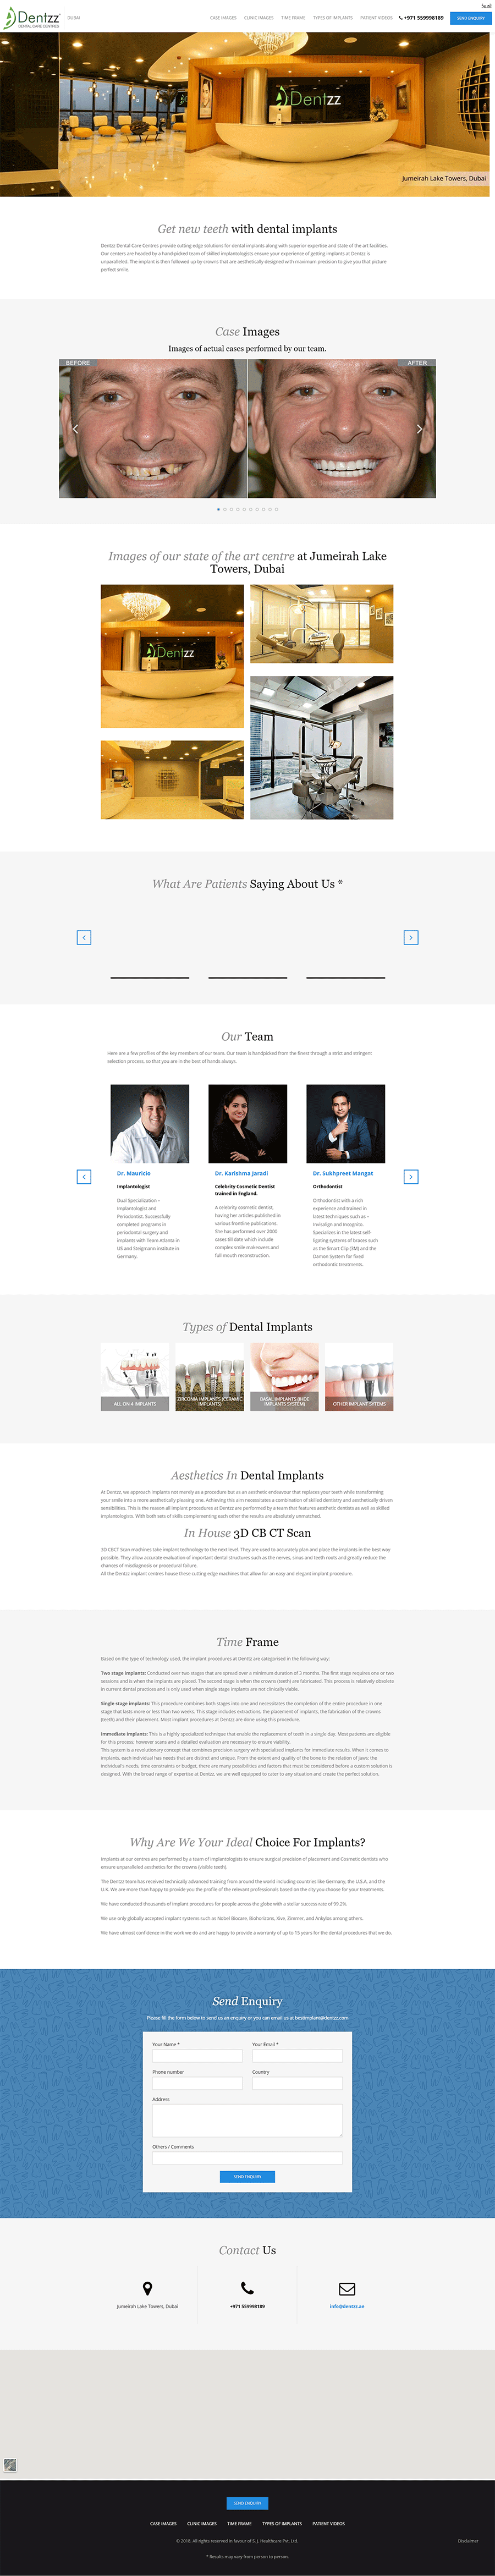 Dentzz
DENTAL CARE CENTRES
DUBAI
CASE IMAGES
CLINIC IMAGES
TIME FRAME
TYPES OF IMPLANTS
PATIENT VIDEOS
+971 559998189
SEND ENQUIRY
Dentzz
Jumeirah Lake Towers, Dubai
Get new teeth with dental implants
Dentzz Dental Care Centres provide cutting edge solutions for dental implants along with superior expertise and state of the art facilities.
Our centers are headed by a hand-picked team of skilled Implantologists ensure your experience of getting implants at Dentzz is
unparalleled. The implant is then followed up by crowns that are aesthetically designed with maximum precision to give you that picture
perfect smile.
Case Images
Images of actual cases performed by our team.
BEFORE
AFTER
Images of our state of the art centre at Jumeirah Lake
Towers, Dubai
Dentzz
What Are Patients Saying About Us *
Our Team
Here are a few profiles of the key members of our team. Our team is handpicked from the finest through a strict and stringent
selection process, so that you are in the best of hands always.
Dr. Mauricio
Implantologist
Dual Specialization –
Implantologist and
Periodontist, Successfully
completed programs in
periodontal surgery and
implants with Team Atlanta in
US and Steigmann Institute in
Germany.
Dr. Karishma Jaradi
Celebrity Cosmetic Dentist
trained in England.
A celebrity cosmetic dentist,
having her articles published in
various frontline publications.
She has performed over 2000
cases till date which include
complex smile makeovers and
full mouth reconstruction.
Dr. Sukhpreet Mangat
Orthodontist
Orthodontist with a rich
experience and trained in
latest techniques such as –
Invisalign and Incognito.
Specializes in the latest self-
ligating systems of braces such
as the Smart Clip (3M) and the
Damon System for fixed
orthodontic treatments.
Types of Dental Implants
ALL ON 4 IMPLANTS
ZIRCONIA IMPLANTS (CERAMIC
IMPLANTS)
BASAL IMPLANTS (INDE
IMPLANTS SYSTEM)
OTHER IMPLANT SYTEMS
Aesthetics In Dental Implants
At Dentzz, we approach implants not merely as a procedure but as an aesthetic endeavour that replaces your teeth while transforming
your smile into a more aesthetically pleasing one. Achieving this aim necessitates a combination of skilled dentistry and aesthetically driven
sensibilities. This is the reason all implant procedures at Dentzz are performed by a team that features aesthetic dentists as well as skilled
implantologists. With both sets of skills complementing each other the results are absolutely unmatched.
In House 3D CB CT Scan
3D CBCT Scan machines take implant technology to the next level. They are used to accurately plan and place the implants in the best way
possible. They allow accurate evaluation of important dental structures such as the nerves, sinus and teeth roots and greatly reduce the
chances of misdiagnosis or procedural failure.
All the Dentzz implant centres house these cutting edge machines that allow for an easy and elegant implant procedure.
Time Frame
Based on the type of technology used, the implant procedures at Dentzz are categorised in the following way:
Two stage implants: Conducted over two stages that are spread over a minimum duration of 3 months. The first stage requires one or two
sessions and is when the implants are placed. The second stage is when the crowns (teeth) are fabricated. This process is relatively obsolete
in current dental practices and is only used when single stage implants are not clinically viable.
Single stage implants: This procedure combines both stages into one and necessitates the completion of the entire procedure in one
stage that lasts more or less than two weeks. This stage includes extractions, the placement of implants, the fabrication of the crowns
(teeth) and their placement. Most implant procedures at Dentzz are done using this procedure.
Immediate implants: This is a highly specialized technique that enable the replacement of teeth in a single day. Most patients are eligible
for this process; however scans and a detailed evaluation are necessary to ensure viability.
This system is a revolutionary concept that combines precision surgery with specialised implants for immediate results. When it comes to
implants, each individual has needs that are distinct and unique. From the extent and quality of the bone to the relation of jaws; the
individual's needs, time constraints or budget, there are many possibilities and factors that must be considered before a custom solution is
designed. With the broad range of expertise at Dentzz, we are well equipped to cater to any situation and create the perfect solution.
Why Are We Your Ideal Choice For Implants?
Implants at our centres are performed by a team of implantologists to ensure surgical precision of placement and Cosmetic dentists who
ensure unparalleled aesthetics for the crowns (visible teeth).
The Dentzz team has received technically advanced training from around the world including countries like Germany, the U.S.A, and the
U.A. We are more than happy to provide you the profile of the relevant professionals based on the city you choose for your treatments.
We have conducted thousands of implant procedures for people across the globe with a stellar success rate of 99.2%.
We use only globally accepted implant systems such as Nobel Biocare, Biohorizons, Xive, Zimmer, and Ankylos among others.
We have utmost confidence in the work we do and are happy to provide a warranty of up to 15 years for the dental procedures that we do.
Send Enquiry
Please fill the form below to send us an enquiry or you can email us at bestimplant@dentzz.com
Your Name *
Your Email *
Phone number
Country
Address
Others / Comments
SEND ENQUIRY
Contact Us
Jumeirah Lake Towers, Dubai
+971 559998189
info@dentzz.ae
SEND ENQUIRY
CASE IMAGES
CLINIC IMAGES
TIME FRAME
TYPES OF IMPLANTS
PATIENT VIDEOS
© 2018. All rights reserved in favour of S. J. Healthcare Pvt. Ltd.
Disclaimer
* Results may vary from person to person.